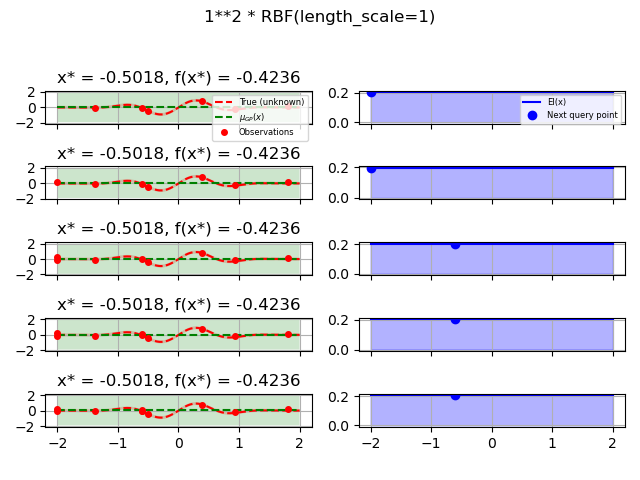 1**2 * RBF(length_scale=1)
x* = -0.5018, f(x*) = -0.4236
2
0
−2
True (unknown)
μGP(x)
Observations
0.2
0.0
EI(x)
Next query point
x* = -0.5018, f(x*) = -0.4236
2
0
−2
0.2
0.0
x* = -0.5018, f(x*) = -0.4236
2
0
−2
0.2
0.0
x* = -0.5018, f(x*) = -0.4236
2
0
−2
0.2
0.0
x* = -0.5018, f(x*) = -0.4236
2
0
−2
0.2
0.0
−2 −1 0 1 2
−2 −1 0 1 2